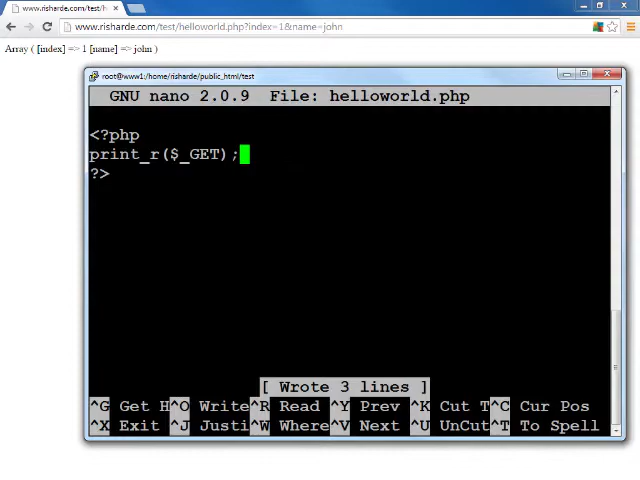 www.risharde.com/test/h
www.risharde.com/test/helloworld.php?index=1&name=john
Array ( [index] => 1 [name] => john )
root@www1:/home/risharde/public_html/test
GNU nano 2.0.9 File: helloworld.php
<?php
print_r($_GET);
?>
[ Wrote 3 lines ]
^G Get H^O Write^R Read ^Y Prev ^K Cut T^C Cur Pos
^X Exit ^J Justi^W Where^V Next ^U UnCut^T To Spell